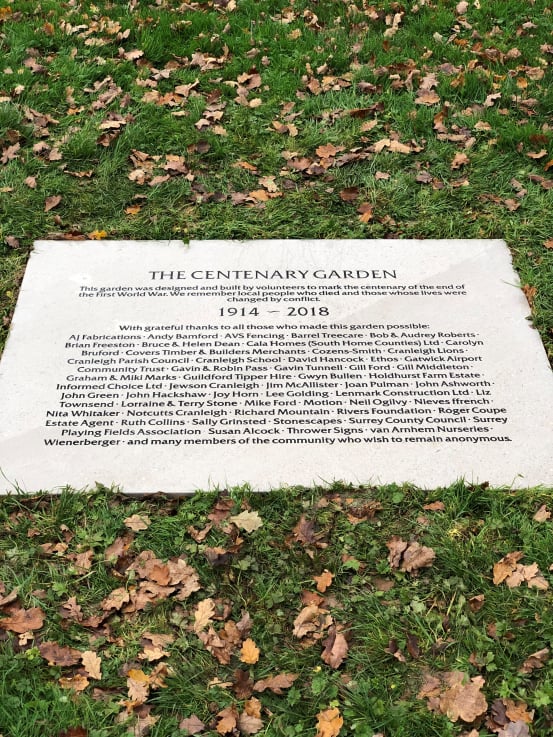 THE CENTENARY GARDEN
This garden was designed and built by volunteers to mark the centenary of the end of
the First World War. We remember local people who died and those whose lives were
changed by conflict.
1914 ~ 2018
With grateful thanks to all those who made this garden possible:
AJ Fabrications · Andy Bamford · AVS Fencing · Barrel Treecare · Bob & Audrey Roberts ·
Brian Freeston · Bruce & Helen Dean · Cala Homes (South Home Counties) Ltd · Carolyn
Bruford · Covers Timber & Builders Merchants · Cozens-Smith · Cranleigh Lions ·
Cranleigh Parish Council · Cranleigh School · David Hancock · Ethos · Gatwick Airport
Community Trust · Gavin & Robin Pass · Gavin Tunnell · Gill Ford · Gill Middleton ·
Graham & Miki Marks · Guildford Tipper Hire · Gwyn Bullen · Holdhurst Farm Estate ·
Informed Choice Ltd · Jewson Cranleigh · Jim McAllister · Joan Pulman · John Ashworth ·
John Green · John Hackshaw · Joy Horn · Lee Golding · Lenmark Construction Ltd · Liz
Townsend · Lorraine & Terry Stone · Mike Ford · Motion · Neil Ogilvy · Nieves ffrench ·
Nita Whitaker · Notcutts Cranleigh · Richard Mountain · Rivers Foundation · Roger Coupe
Estate Agent · Ruth Collins · Sally Grinsted · Stonescapes · Surrey County Council · Surrey
Playing Fields Association · Susan Alcock · Thrower Signs · van Arnhem Nurseries ·
Wienerberger · and many members of the community who wish to remain anonymous.